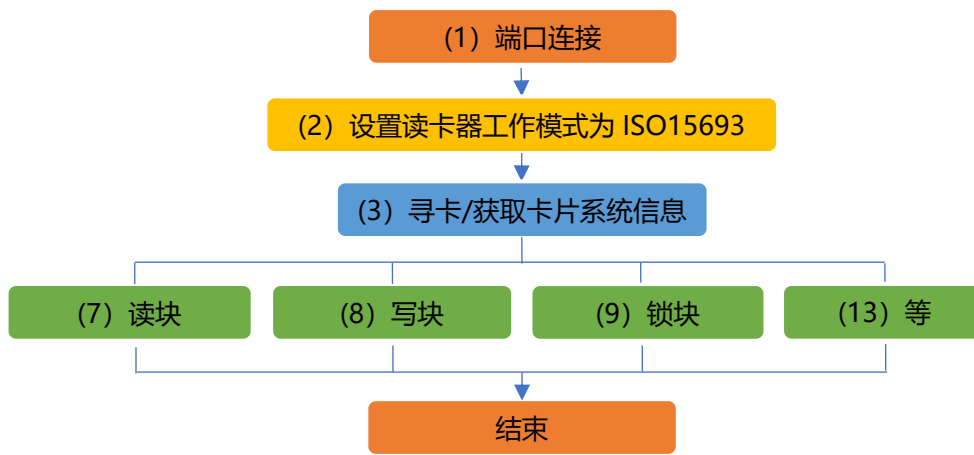 (1) 端口连接
(2) 设置读卡器工作模式为 ISO15693
(3) 寻卡/获取卡片系统信息
(7) 读块
(8) 写块
(9) 锁块
(13) 等
结束